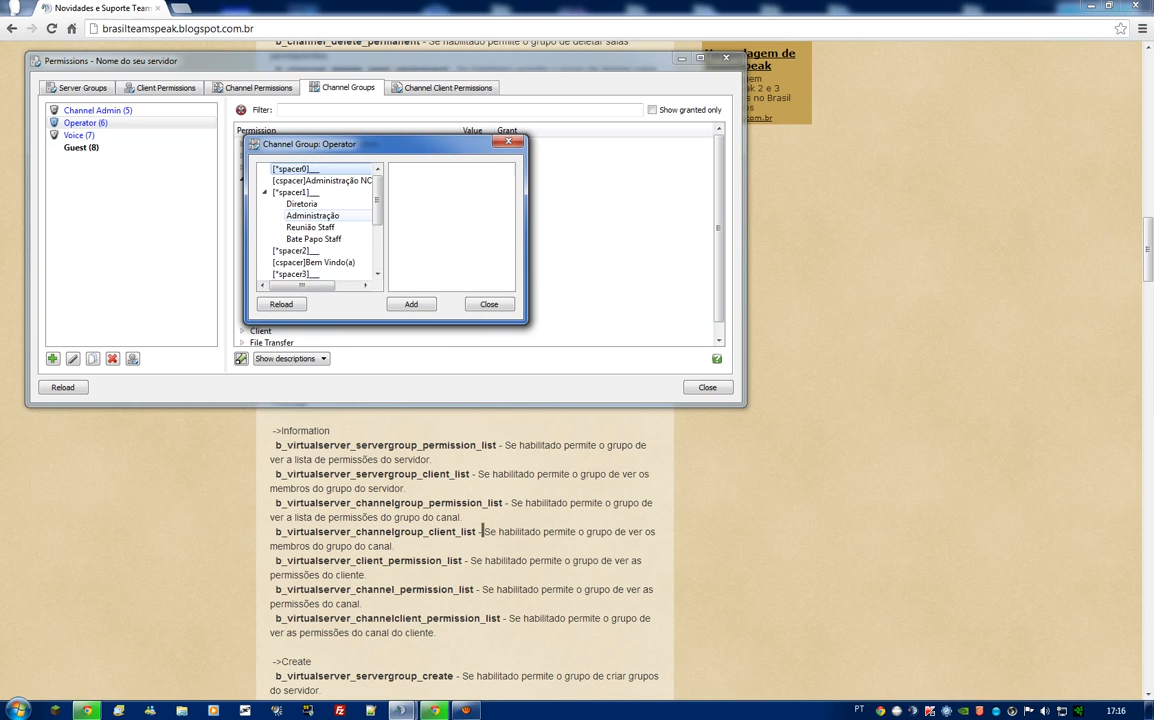 Novidades e Suporte Team
brasilteamspeak.blogspot.com.br
b_channel_delete_permanent - Se habilitado permite o grupo de deletar salas
Permissions - Nome do seu servidor
Server Groups
Client Permissions
Channel Permissions
Channel Groups
Channel Client Permissions
Channel Admin (5)
Operator (6)
Voice (7)
Guest (8)
Filter:
Show granted only
Permission
Value
Grant
Channel Group: Operator
[*spacer0]___
[cspacer]Administração NC
[*spacer1]___
Diretoria
Administração
Reunião Staff
Bate Papo Staff
[*spacer2]___
[cspacer]Bem Vindo(a)
[*spacer3]___
Reload
Add
Close
Client
File Transfer
Show descriptions
Reload
Close
->Information
b_virtualserver_servergroup_permission_list - Se habilitado permite o grupo de
ver a lista de permissões do servidor.
b_virtualserver_servergroup_client_list - Se habilitado permite o grupo de ver os
membros do grupo do servidor.
b_virtualserver_channelgroup_permission_list - Se habilitado permite o grupo de
ver a lista de permissões do grupo do canal.
b_virtualserver_channelgroup_client_list - Se habilitado permite o grupo de ver os
membros do grupo do canal.
b_virtualserver_client_permission_list - Se habilitado permite o grupo de ver as
permissões do cliente.
b_virtualserver_channel_permission_list - Se habilitado permite o grupo de ver as
permissões do canal.
b_virtualserver_channelclient_permission_list - Se habilitado permite o grupo de
ver as permissões do canal do cliente.
->Create
b_virtualserver_servergroup_create - Se habilitado permite o grupo de criar grupos
do servidor.
PT
17:16